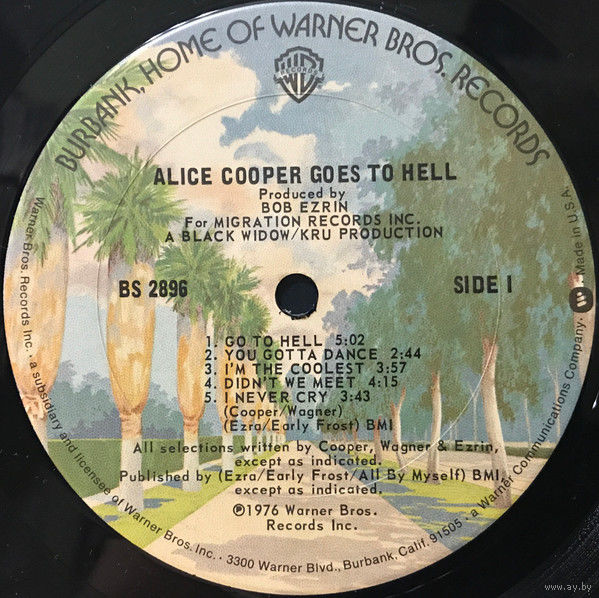 BURBANK, HOME OF WARNER BROS. RECORDS
RECORDS
ALICE COOPER GOES TO HELL
Produced by
BOB EZRIN
For MIGRATION RECORDS INC.
A BLACK WIDOW/KRU PRODUCTION
BS 2896
SIDE 1
1. GO TO HELL 5:02
2. YOU GOTTA DANCE 2:44
3. I'M THE COOLEST 3:57
4. DIDN'T WE MEET 4:15
5. I NEVER CRY 3:43
(Cooper/Wagner)
(Ezra/Early Frost) BMI
All selections written by Cooper, Wagner & Ezrin,
except as indicated.
Published by (Ezra/Early Frost/All By Myself) BMI,
except as indicated.
℗1976 Warner Bros.
Records Inc.
Warner Bros. Records Inc. · a subsidiary and licensee of Warner Bros. Inc. · 3300 Warner Blvd., Burbank, Calif. 91505 · a Warner Communications Company. Made in U.S.A.
www.ay.by